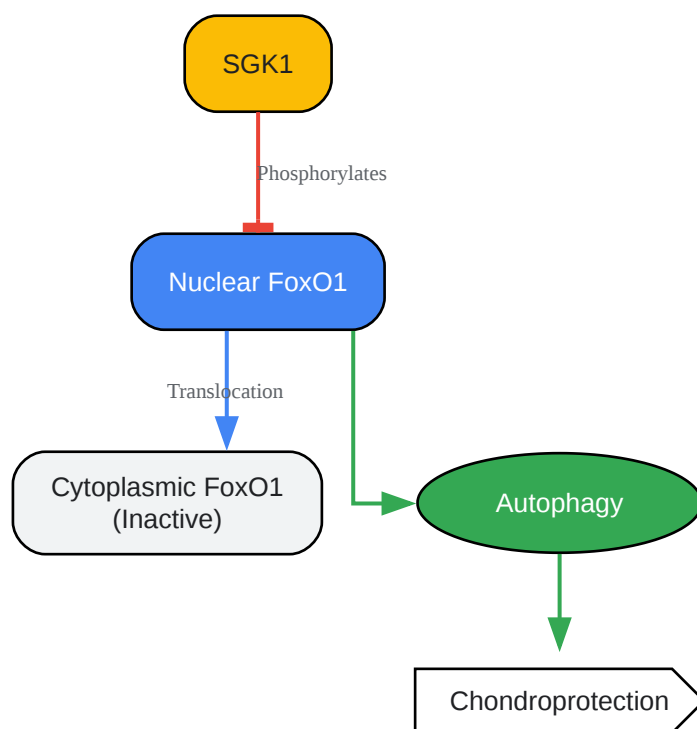 SGK1
Phosphorylates
Nuclear FoxO1
Translocation
Cytoplasmic FoxO1
(Inactive)
Autophagy
Chondroprotection